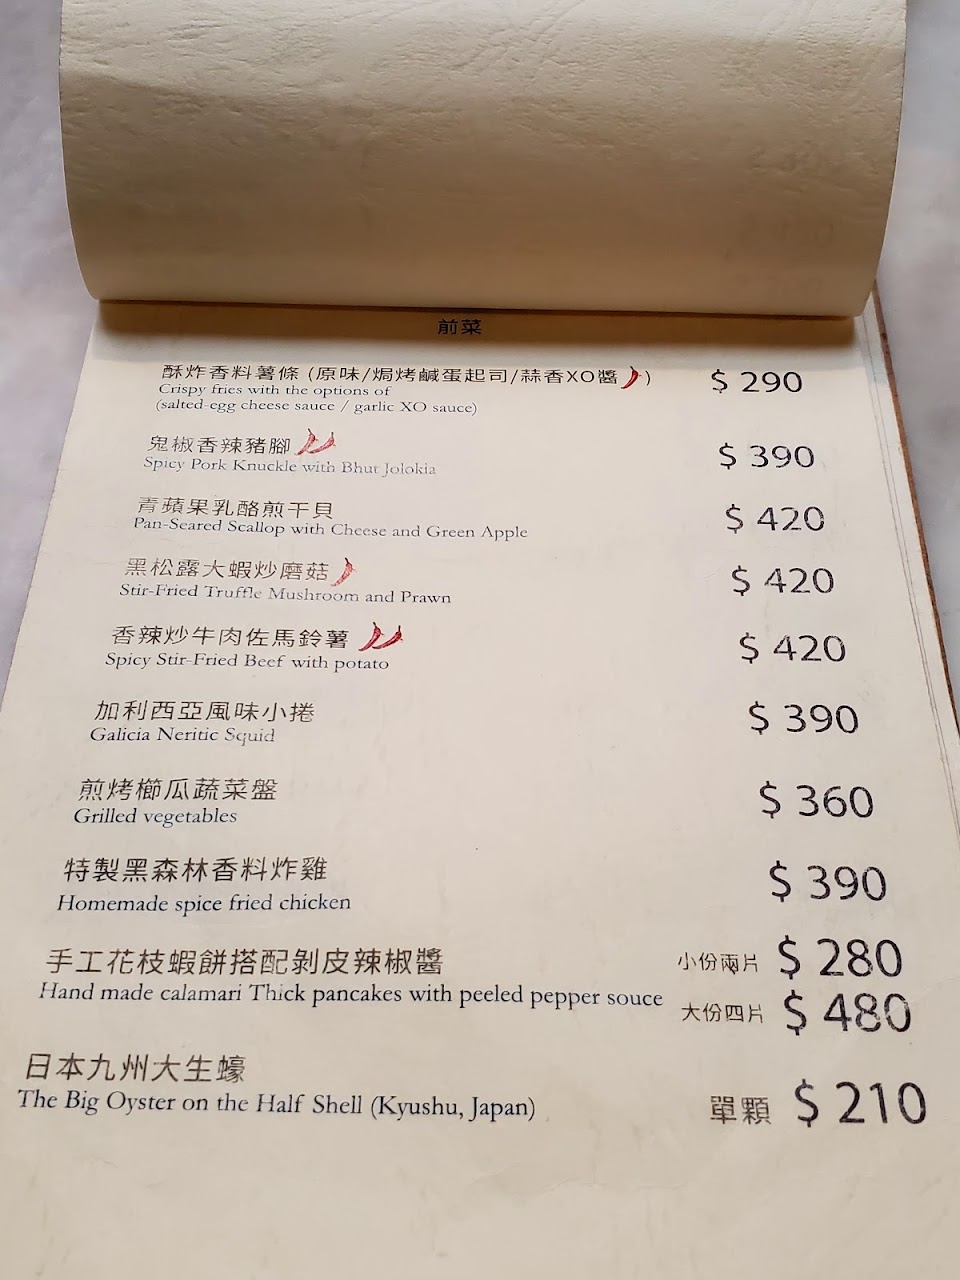 前菜
酥炸香料薯條 (原味/焗烤鹹蛋起司/蒜香XO醬) $ 290
Crispy fries with the options of
(salted-egg cheese sauce / garlic XO sauce)
鬼椒香辣豬腳 $ 390
Spicy Pork Knuckle with Bhut Jolokia
青蘋果乳酪煎干貝 $ 420
Pan-Seared Scallop with Cheese and Green Apple
黑松露大蝦炒磨菇 $ 420
Stir-Fried Truffle Mushroom and Prawn
香辣炒牛肉佐馬鈴薯 $ 420
Spicy Stir-Fried Beef with potato
加利西亞風味小捲 $ 390
Galicia Neritic Squid
煎烤櫛瓜蔬菜盤 $ 360
Grilled vegetables
特製黑森林香料炸雞 $ 390
Homemade spice fried chicken
手工花枝蝦餅搭配剝皮辣椒醬 小份兩片 $ 280
Hand made calamari Thick pancakes with peeled pepper souce 大份四片 $ 480
日本九州大生蠔
The Big Oyster on the Half Shell (Kyushu, Japan) 單顆 $ 210